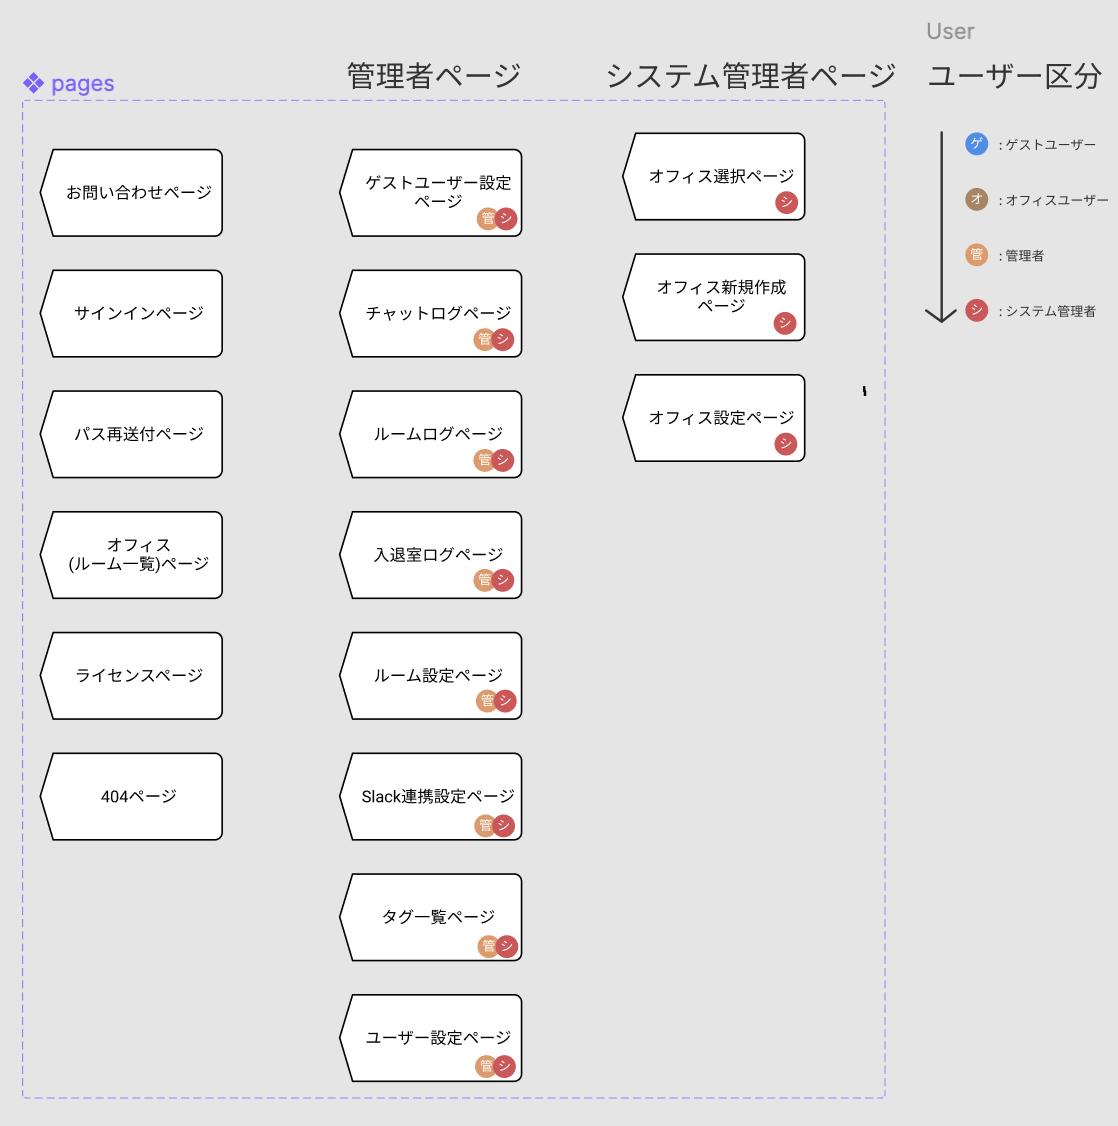 pages
お問い合わせページ
サインインページ
パス再送付ページ
オフィス
(ルーム一覧)ページ
ライセンスページ
404ページ
管理者ページ
ゲストユーザー設定
ページ
管 シ
チャットログページ
管 シ
ルームログページ
管 シ
入退室ログページ
管 シ
ルーム設定ページ
管 シ
Slack連携設定ページ
管 シ
タグ一覧ページ
管 シ
ユーザー設定ページ
管 シ
システム管理者ページ
オフィス選択ページ
シ
オフィス新規作成
ページ
シ
オフィス設定ページ
シ
User
ユーザー区分
ゲ : ゲストユーザー
オ : オフィスユーザー
管 : 管理者
シ : システム管理者